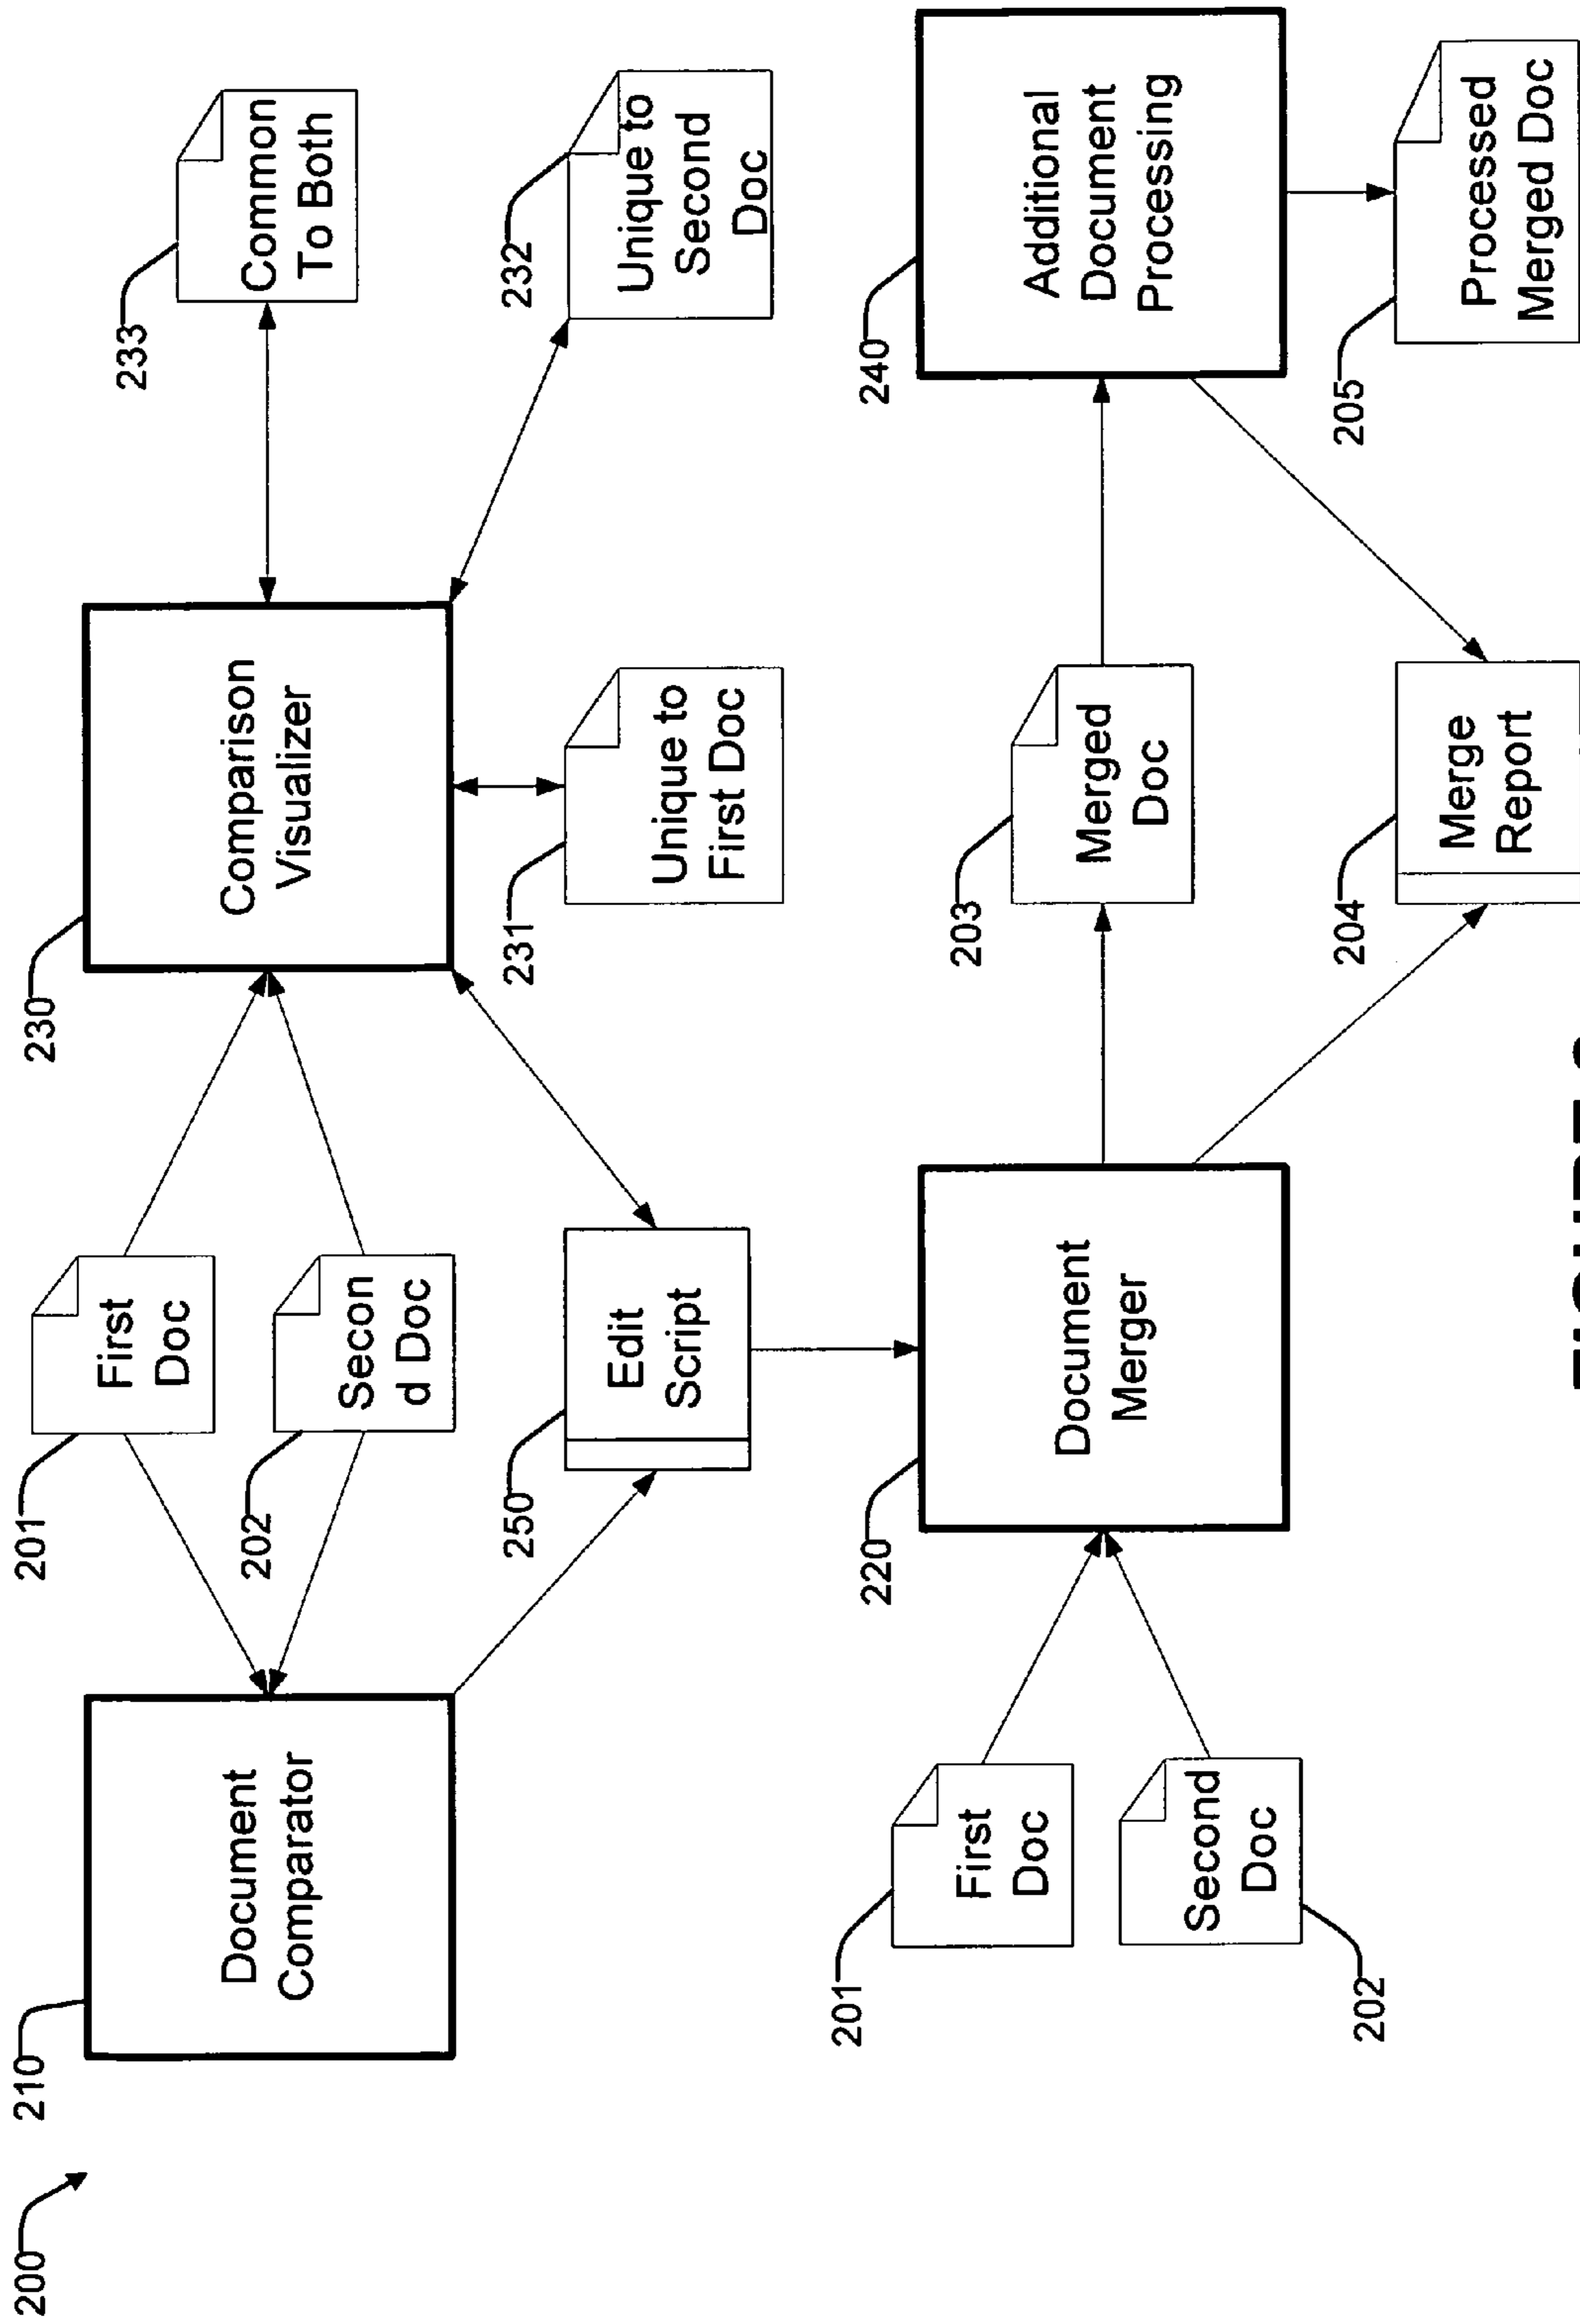 200
210
Document
Comparator
201
First
Doc
202
Secon
d Doc
230
Comparison
Visualizer
233
Common
To Both
250
Edit
Script
231
Unique to
First Doc
232
Unique to
Second
Doc
201
First
Doc
202
Second
Doc
220
Document
Merger
203
Merged
Doc
240
Additional
Document
Processing
204
Merge
Report
205
Processed
Merged Doc